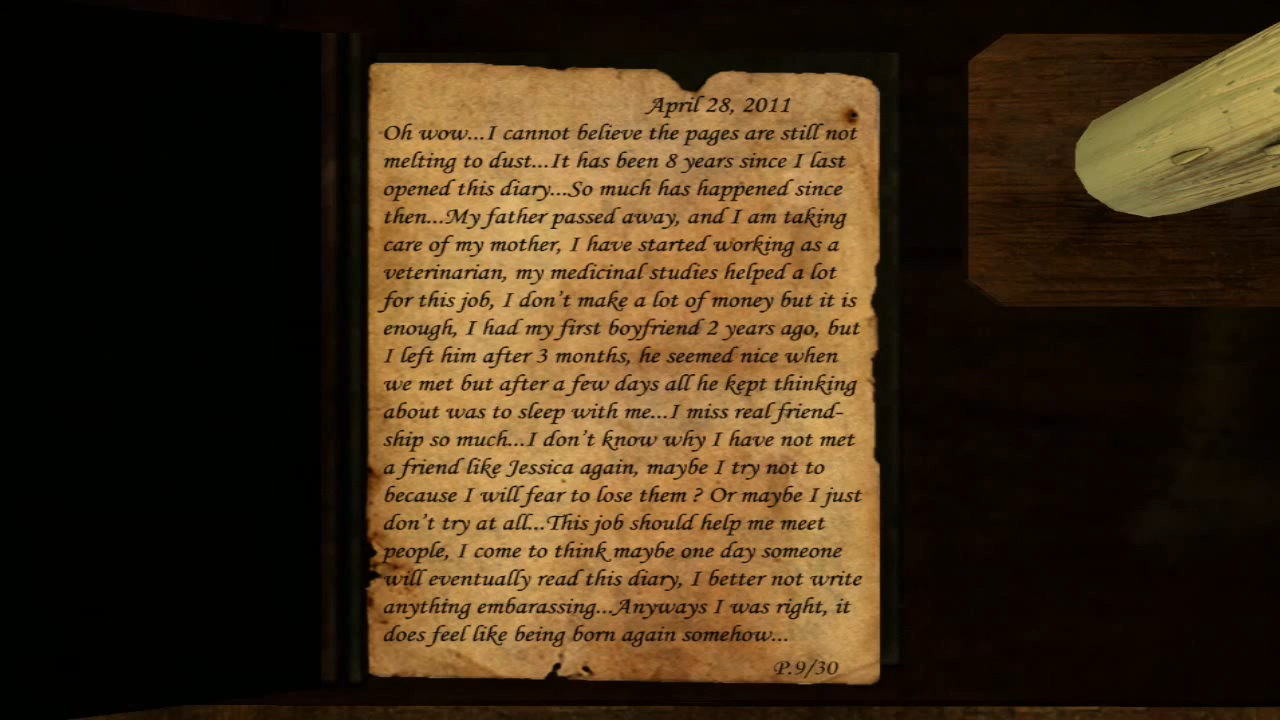 April 28, 2011
Oh wow...I cannot believe the pages are still not
melting to dust...It has been 8 years since I last
opened this diary...So much has happened since
then...My father passed away, and I am taking
care of my mother, I have started working as a
veterinarian, my medicinal studies helped a lot
for this job, I don't make a lot of money but it is
enough, I had my first boyfriend 2 years ago, but
I left him after 3 months, he seemed nice when
we met but after a few days all he kept thinking
about was to sleep with me...I miss real friend-
ship so much...I don't know why I have not met
a friend like Jessica again, maybe I try not to
because I will fear to lose them ? Or maybe I just
don't try at all...This job should help me meet
people, I come to think maybe one day someone
will eventually read this diary, I better not write
anything embarassing...Anyways I was right, it
does feel like being born again somehow...
P.9/30